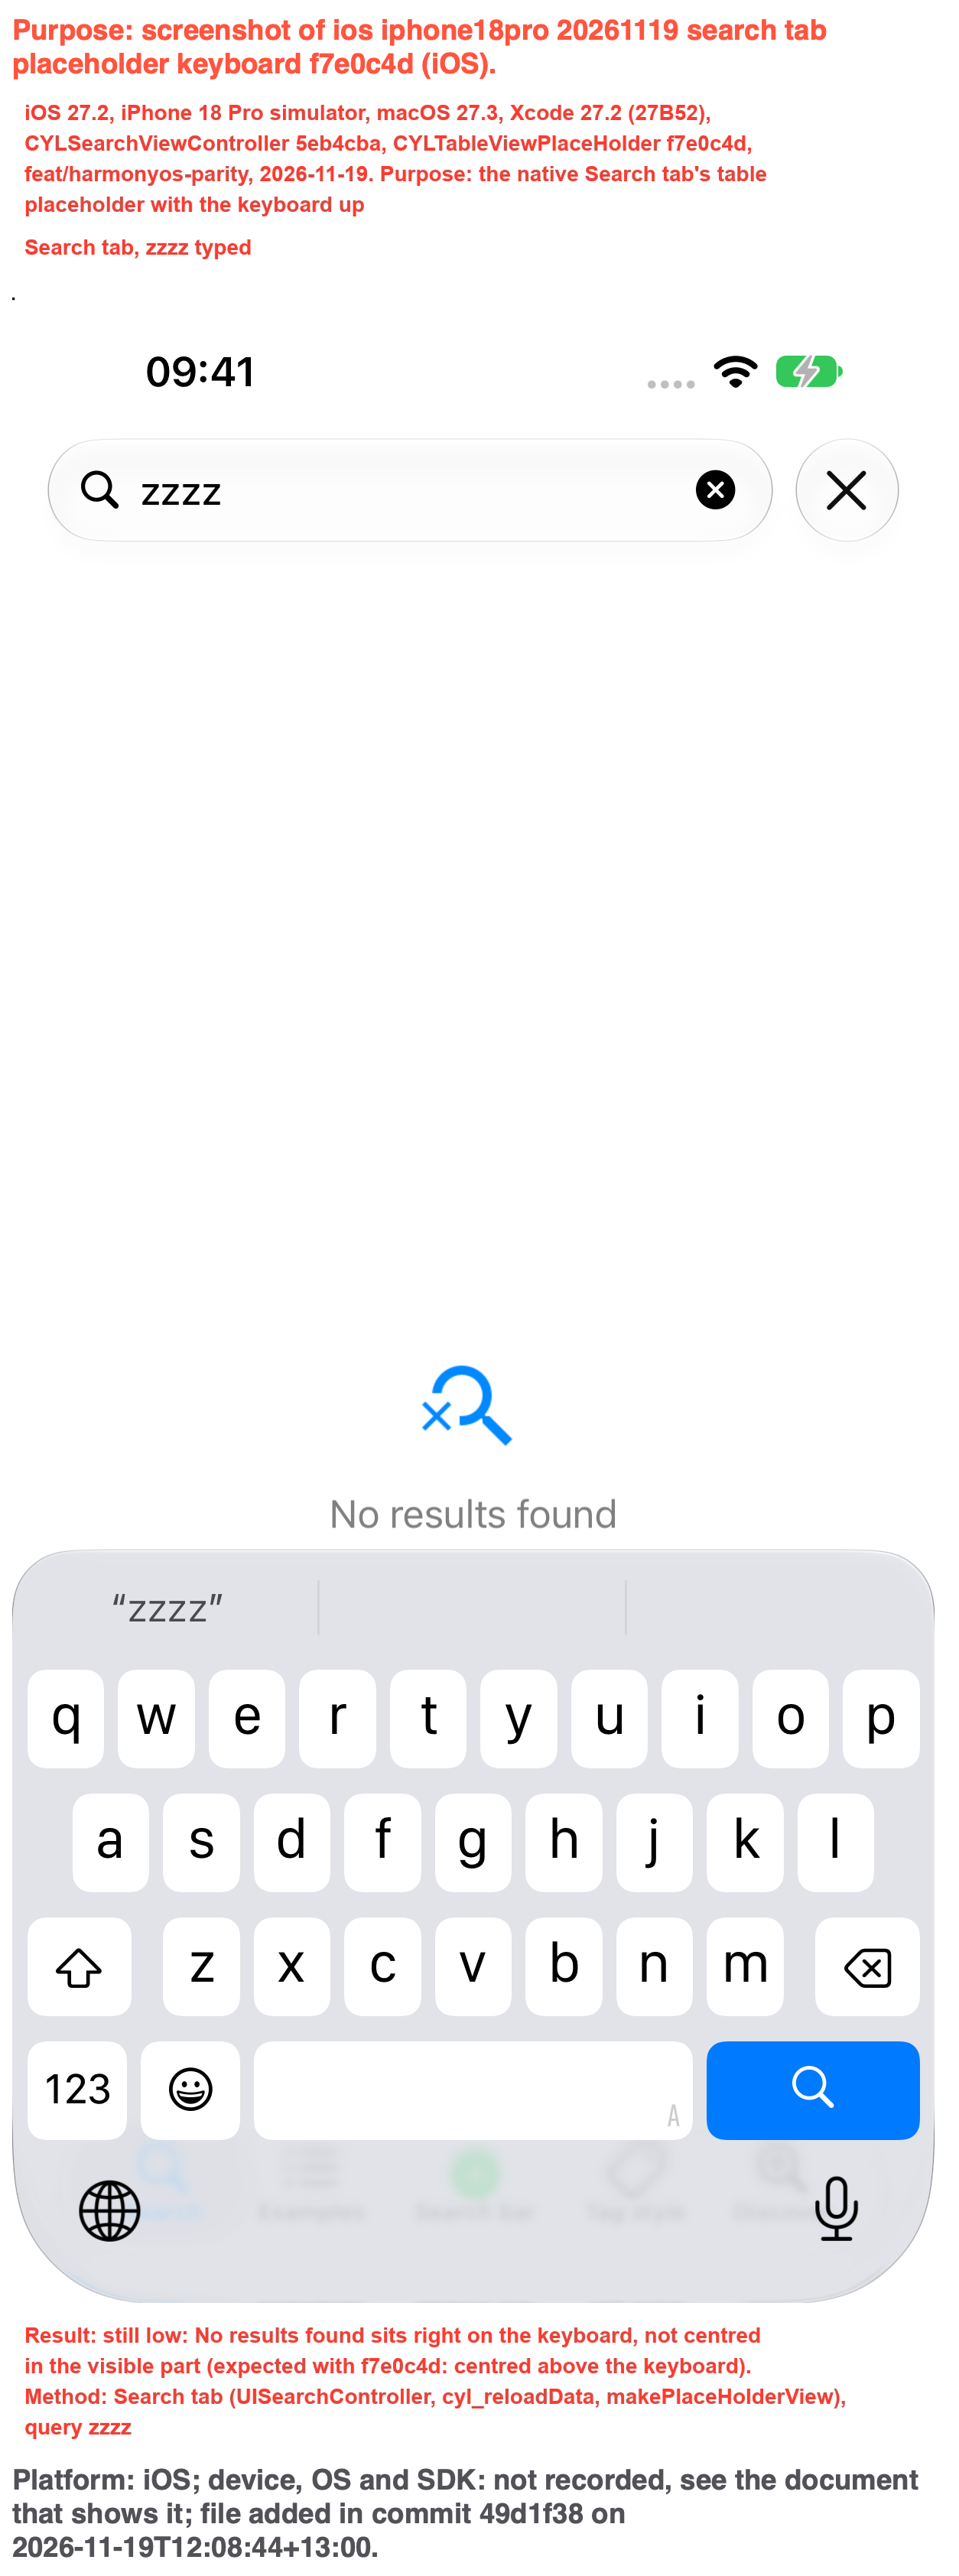 Purpose: screenshot of ios iphone18pro 20261119 search tab
placeholder keyboard f7e0c4d (iOS).
iOS 27.2, iPhone 18 Pro simulator, macOS 27.3, Xcode 27.2 (27B52),
CYLSearchViewController 5eb4cba, CYLTableViewPlaceHolder f7e0c4d,
feat/harmonyos-parity, 2026-11-19. Purpose: the native Search tab's table
placeholder with the keyboard up
Search tab, zzzz typed
.
09:41
zzzz
No results found
“zzzz”
q w e r t y u i o p
a s d f g h j k l
z x c v b n m
123
A
Examples Search bar Tag style
Result: still low: No results found sits right on the keyboard, not centred
in the visible part (expected with f7e0c4d: centred above the keyboard).
Method: Search tab (UISearchController, cyl_reloadData, makePlaceHolderView),
query zzzz
Platform: iOS; device, OS and SDK: not recorded, see the document
that shows it; file added in commit 49d1f38 on
2026-11-19T12:08:44+13:00.